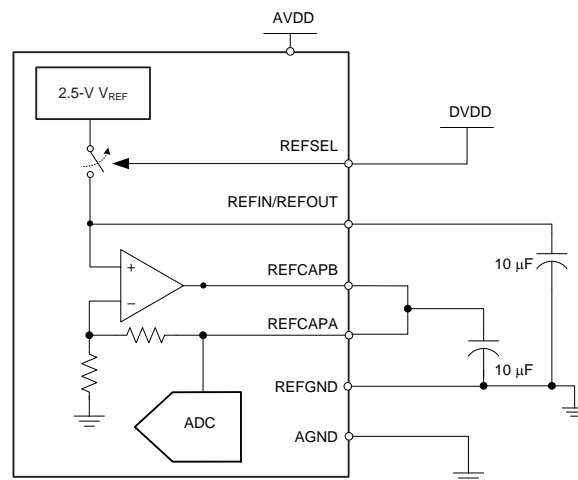 AVDD
2.5-V VREF
DVDD
REFSEL
REFIN/REFOUT
10 μF
+
REFCAPB
−
REFCAPA
10 μF
REFGND
ADC
AGND